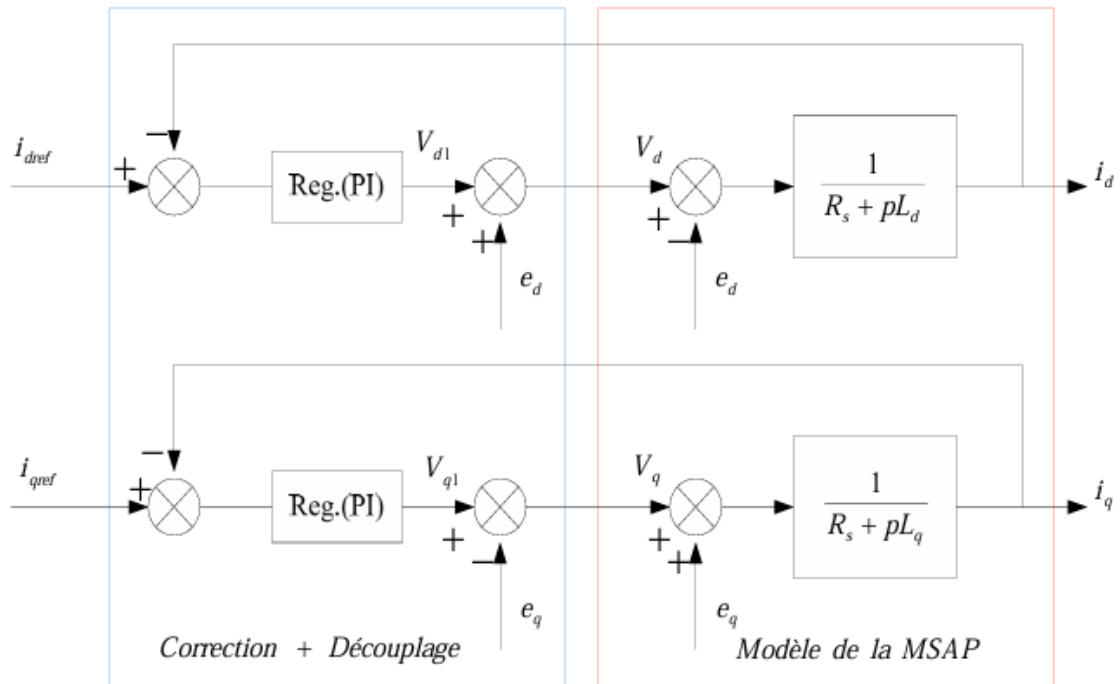 i_dref
+
−
Reg.(PI)
V_d1
+
+
e_d
V_d
+
−
e_d
1
R_s + pL_d
i_d
i_qref
+
−
Reg.(PI)
V_q1
+
−
e_q
V_q
+
+
e_q
1
R_s + pL_q
i_q
Correction + Découplage
Modèle de la MSAP